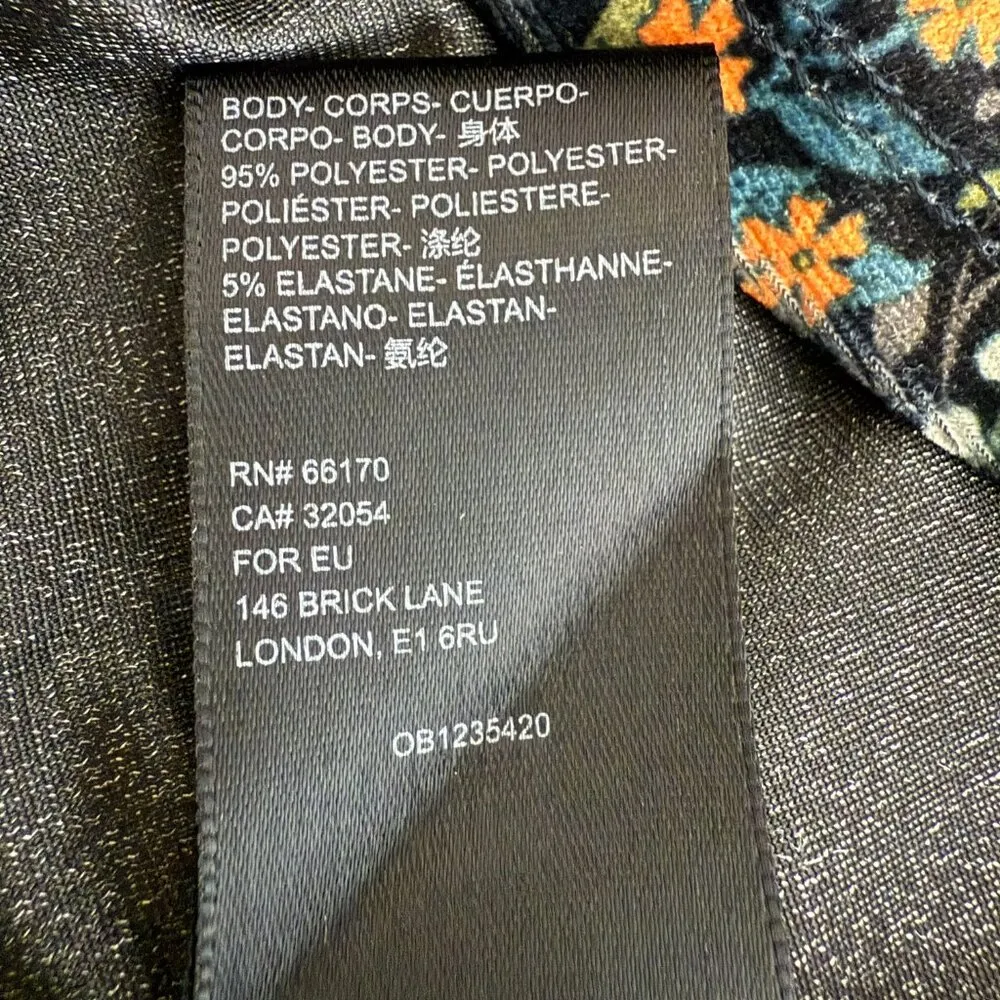 BODY- CORPS- CUERPO-
CORPO- BODY- 身体
95% POLYESTER- POLYESTER-
POLIÉSTER- POLIESTERE-
POLYESTER- 涤纶
5% ELASTANE- ÉLASTHANNE-
ELASTANO- ELASTAN-
ELASTAN- 氨纶
RN# 66170
CA# 32054
FOR EU
146 BRICK LANE
LONDON, E1 6RU
OB1235420